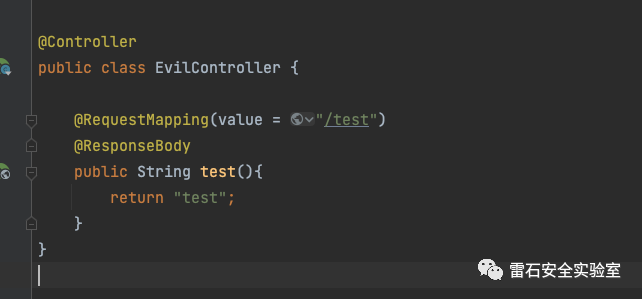 @Controller
public class EvilController {
@RequestMapping(value = "/test")
@ResponseBody
public String test(){
return "test";
}
}
雷石安全实验室